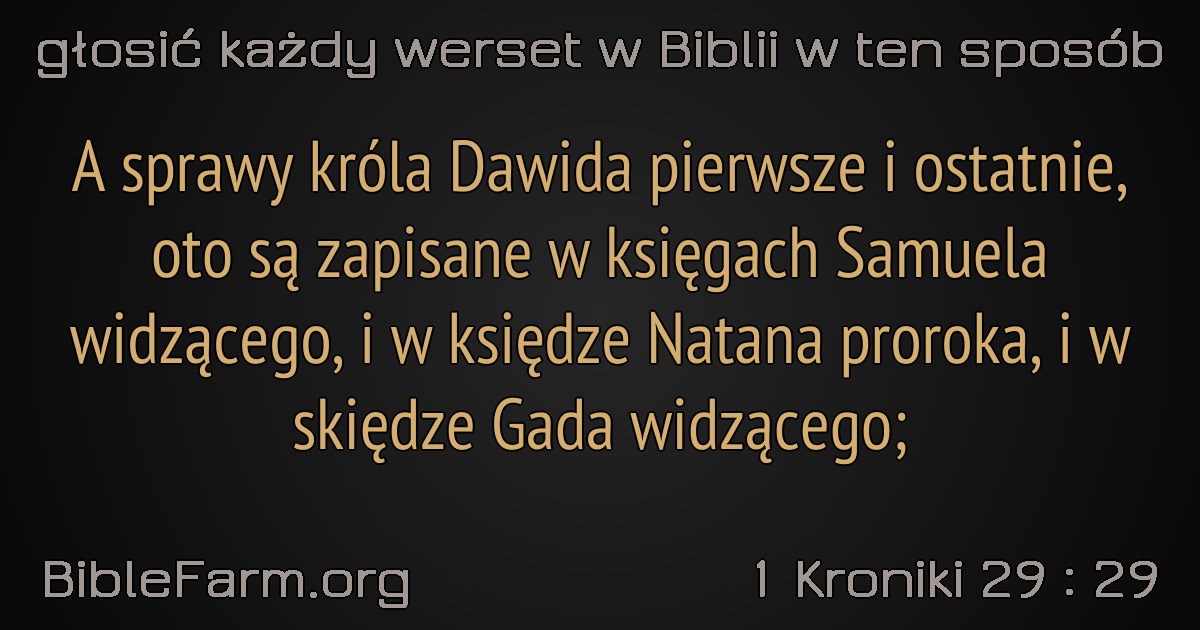 głosić każdy werset w Biblii w ten sposób
A sprawy króla Dawida pierwsze i ostatnie,
oto są zapisane w księgach Samuela
widzącego, i w księdze Natana proroka, i w
skiędze Gada widzącego;
BibleFarm.org
1 Kroniki 29 : 29